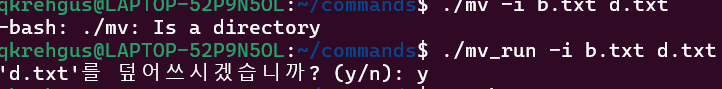 qkrehgus@LAPTOP-52P9N5OL:~/commands$ ./mv -i b.txt d.txt
-bash: ./mv: Is a directory
qkrehgus@LAPTOP-52P9N5OL:~/commands$ ./mv_run -i b.txt d.txt
'd.txt'를 덮어쓰시겠습니까? (y/n): y